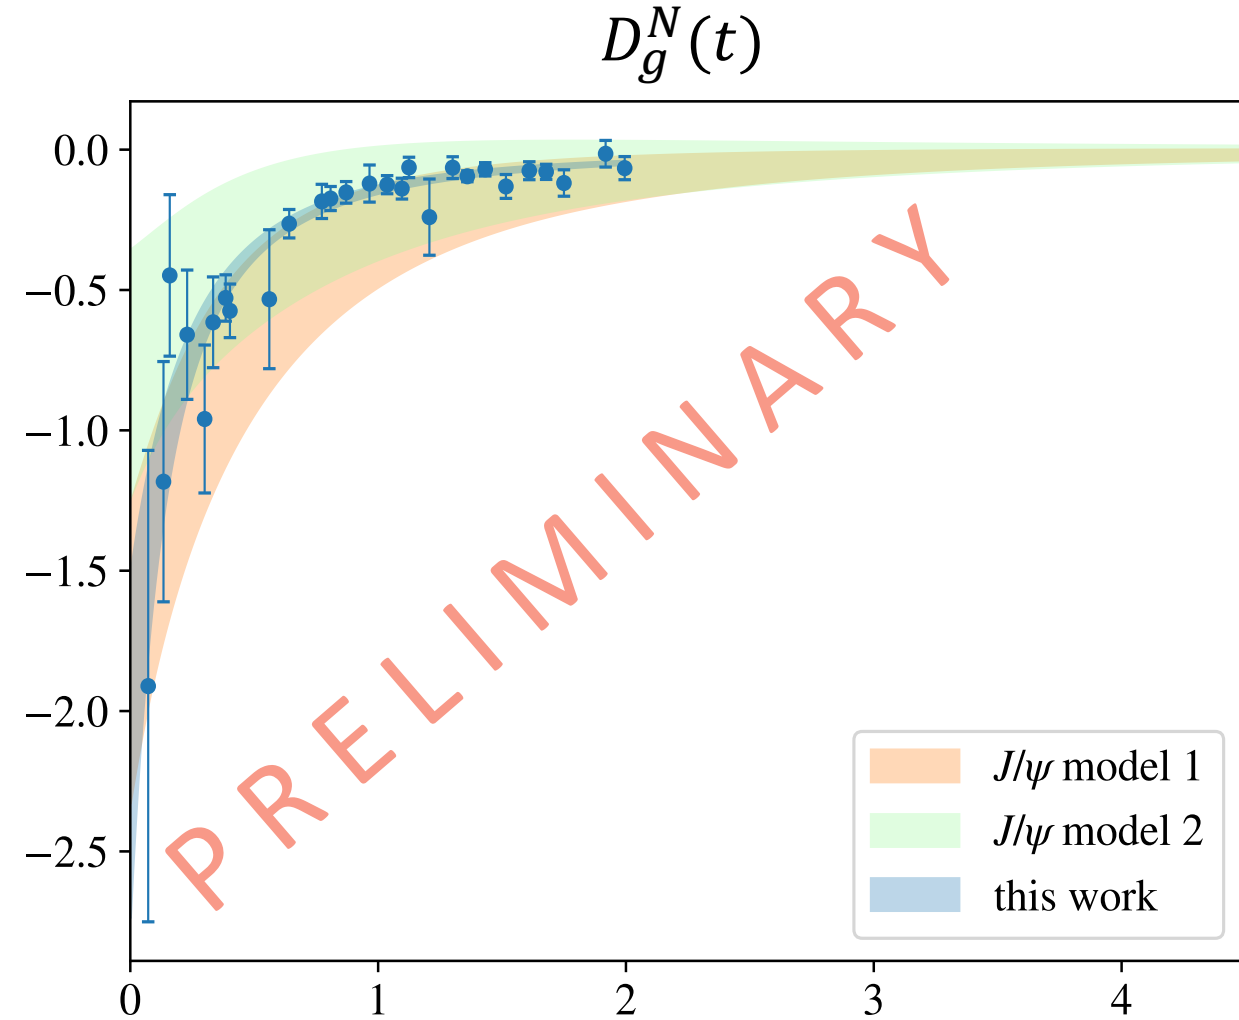 D_g^N(t)
0.0
−0.5
−1.0
−1.5
−2.0
−2.5
0 1 2 3 4
PRELIMINARY
J/ψ model 1
J/ψ model 2
this work